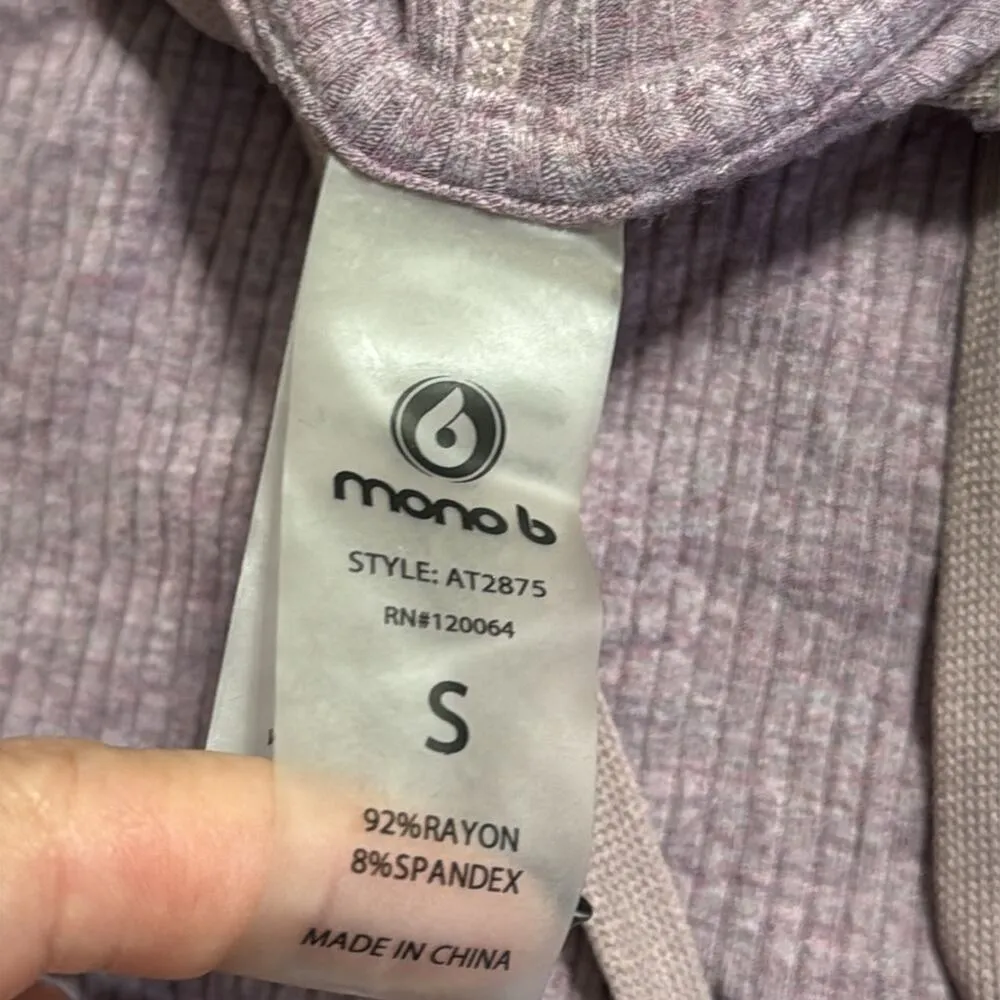 mono b
STYLE: AT2875
RN#120064
S
92%RAYON
8%SPANDEX
MADE IN CHINA